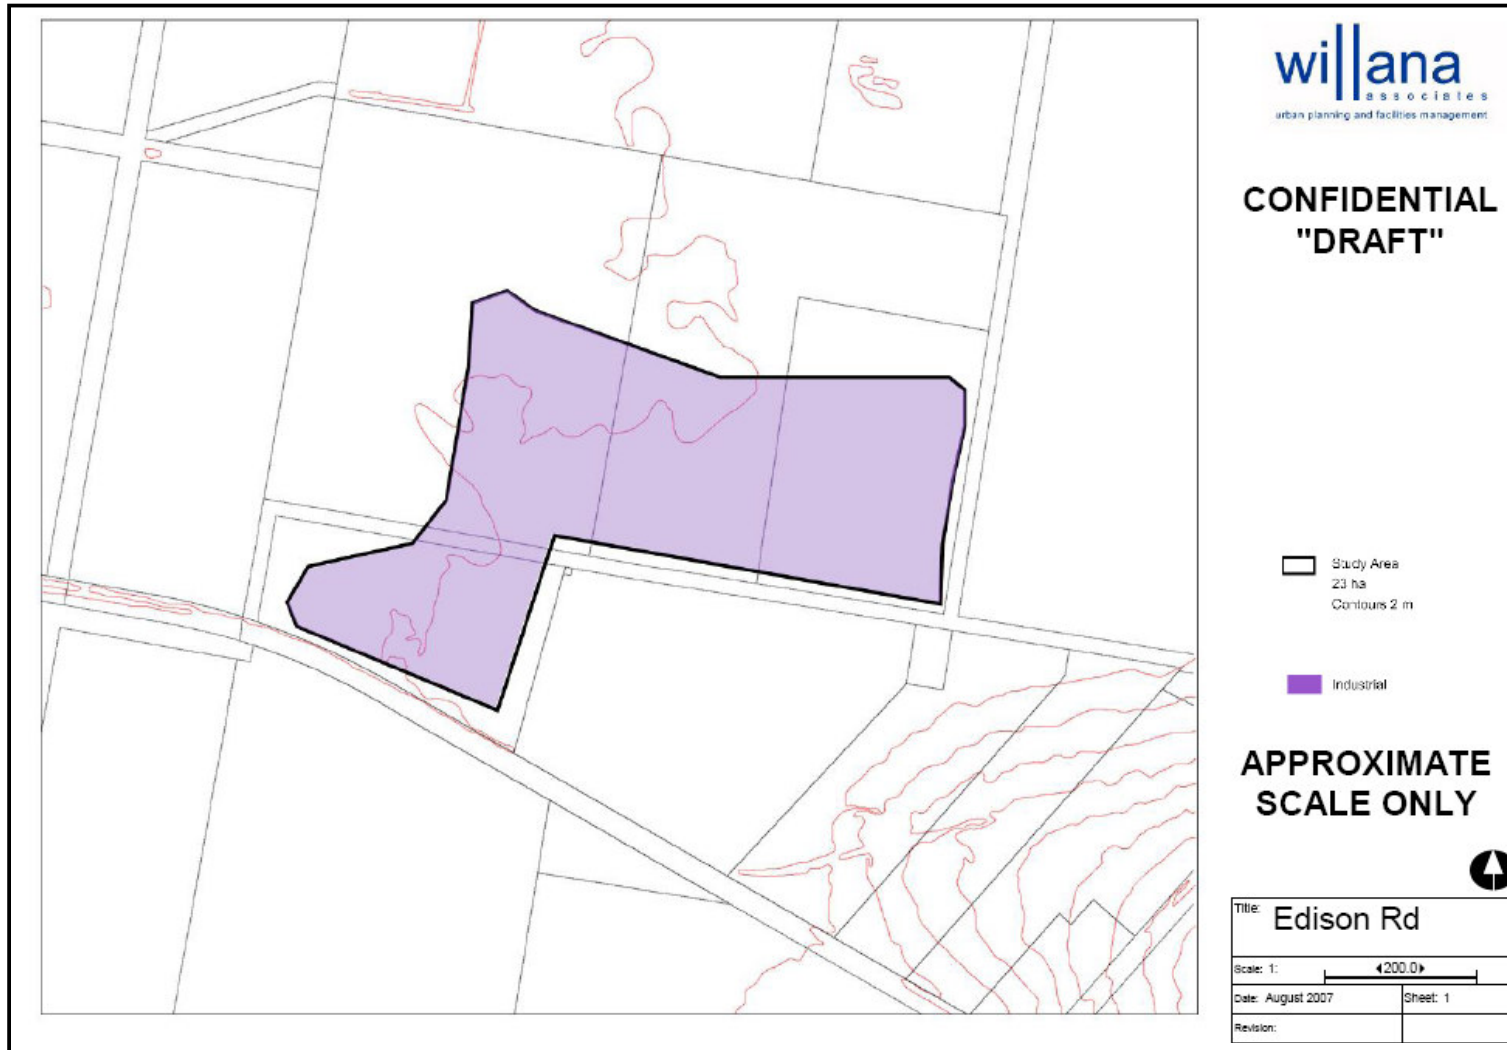 willana
associates
urban planning and facilities management
CONFIDENTIAL
"DRAFT"
Study Area
23 ha
Contours 2 m
Industrial
APPROXIMATE
SCALE ONLY
Title: Edison Rd
Scale: 1: 200.0
Date: August 2007 Sheet: 1
Revision: